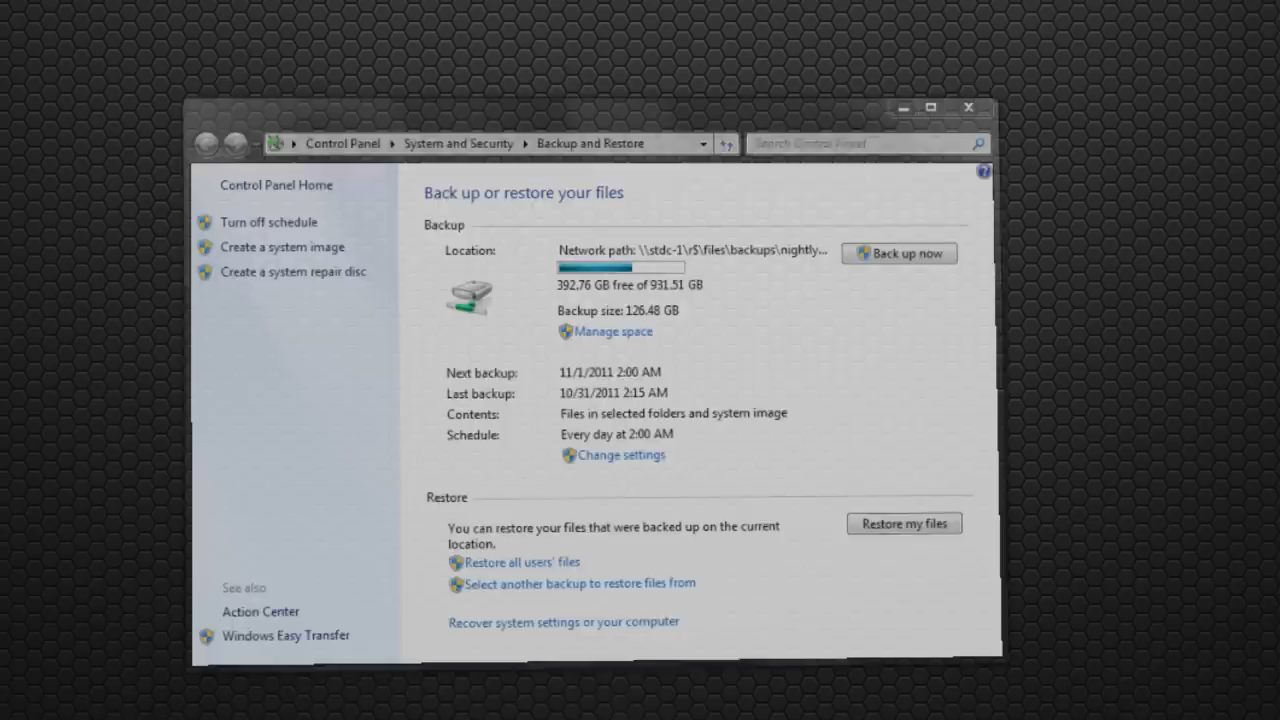 Control Panel System and Security Backup and Restore
Search Control Panel
Control Panel Home
Turn off schedule
Create a system image
Create a system repair disc
See also
Action Center
Windows Easy Transfer
Back up or restore your files
Backup
Location:
Network path: \\stdc-1\r$\files\backups\nightly...
Back up now
392.76 GB free of 931.51 GB
Backup size: 126.48 GB
Manage space
Next backup: 11/1/2011 2:00 AM
Last backup: 10/31/2011 2:15 AM
Contents: Files in selected folders and system image
Schedule: Every day at 2:00 AM
Change settings
Restore
You can restore your files that were backed up on the current
location.
Restore my files
Restore all users' files
Select another backup to restore files from
Recover system settings or your computer